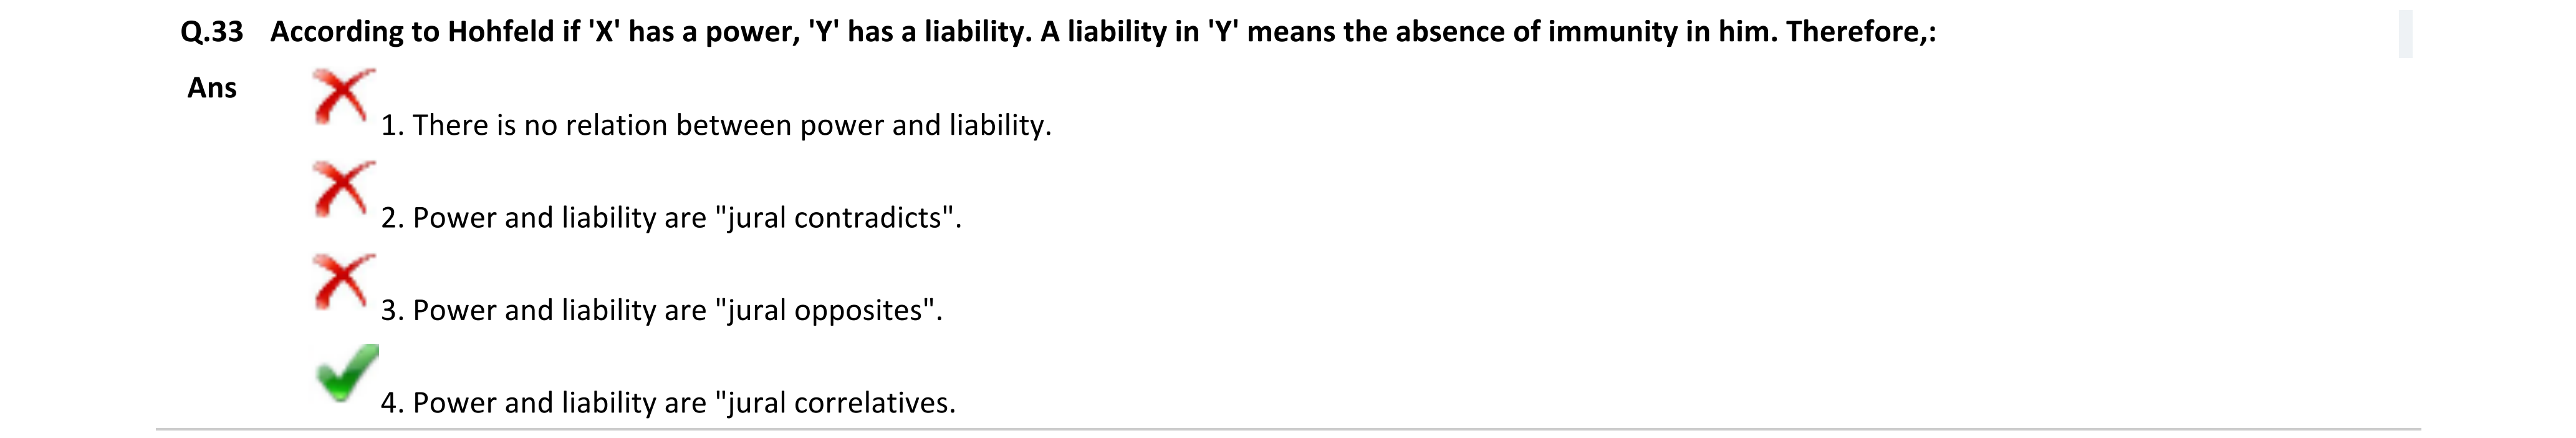 Q.33 According to Hohfeld if 'X' has a power, 'Y' has a liability. A liability in 'Y' means the absence of immunity in him. Therefore,:
Ans
1. There is no relation between power and liability.
2. Power and liability are "jural contradicts".
3. Power and liability are "jural opposites".
4. Power and liability are "jural correlatives.